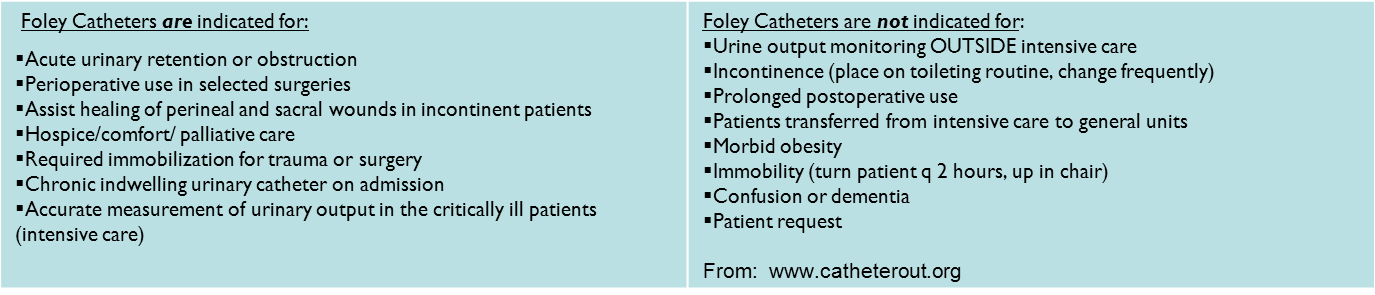 Foley Catheters are indicated for:
▪Acute urinary retention or obstruction
▪Perioperative use in selected surgeries
▪Assist healing of perineal and sacral wounds in incontinent patients
▪Hospice/comfort/ palliative care
▪Required immobilization for trauma or surgery
▪Chronic indwelling urinary catheter on admission
▪Accurate measurement of urinary output in the critically ill patients
(intensive care)
Foley Catheters are not indicated for:
▪Urine output monitoring OUTSIDE intensive care
▪Incontinence (place on toileting routine, change frequently)
▪Prolonged postoperative use
▪Patients transferred from intensive care to general units
▪Morbid obesity
▪Immobility (turn patient q 2 hours, up in chair)
▪Confusion or dementia
▪Patient request
From: www.catheterout.org